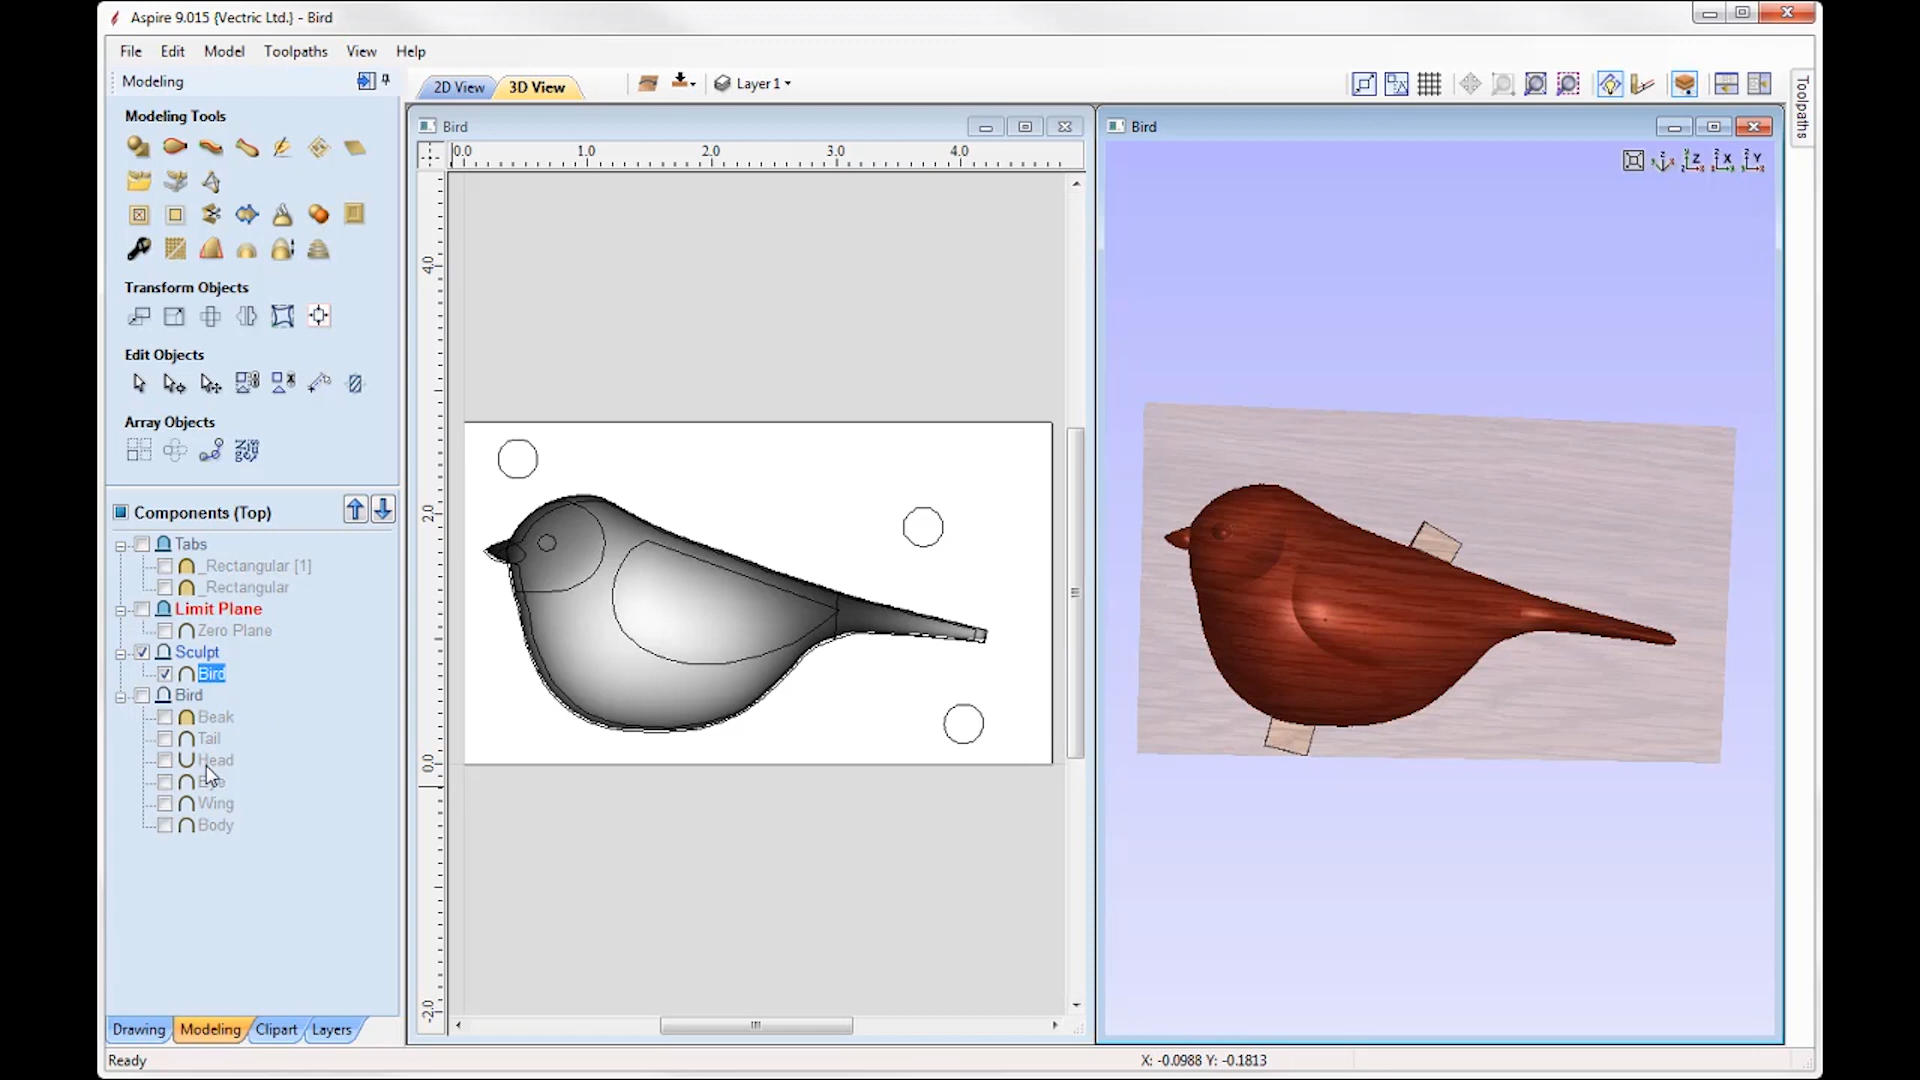 Aspire 9.015 {Vectric Ltd.} - Bird
File Edit Model Toolpaths View Help
Modeling
2D View 3D View Layer 1
Toolpaths
Modeling Tools
Transform Objects
Edit Objects
Array Objects
Components (Top)
Tabs
_Rectangular [1]
_Rectangular
Limit Plane
Zero Plane
Sculpt
Bird
Bird
Beak
Tail
Head
Wing
Body
Drawing Modeling Clipart Layers
Bird
0.0 1.0 2.0 3.0 4.0
4.0
2.0
0.0
-2.0
Bird
Z X Y
Ready
X: -0.0988 Y: -0.1813